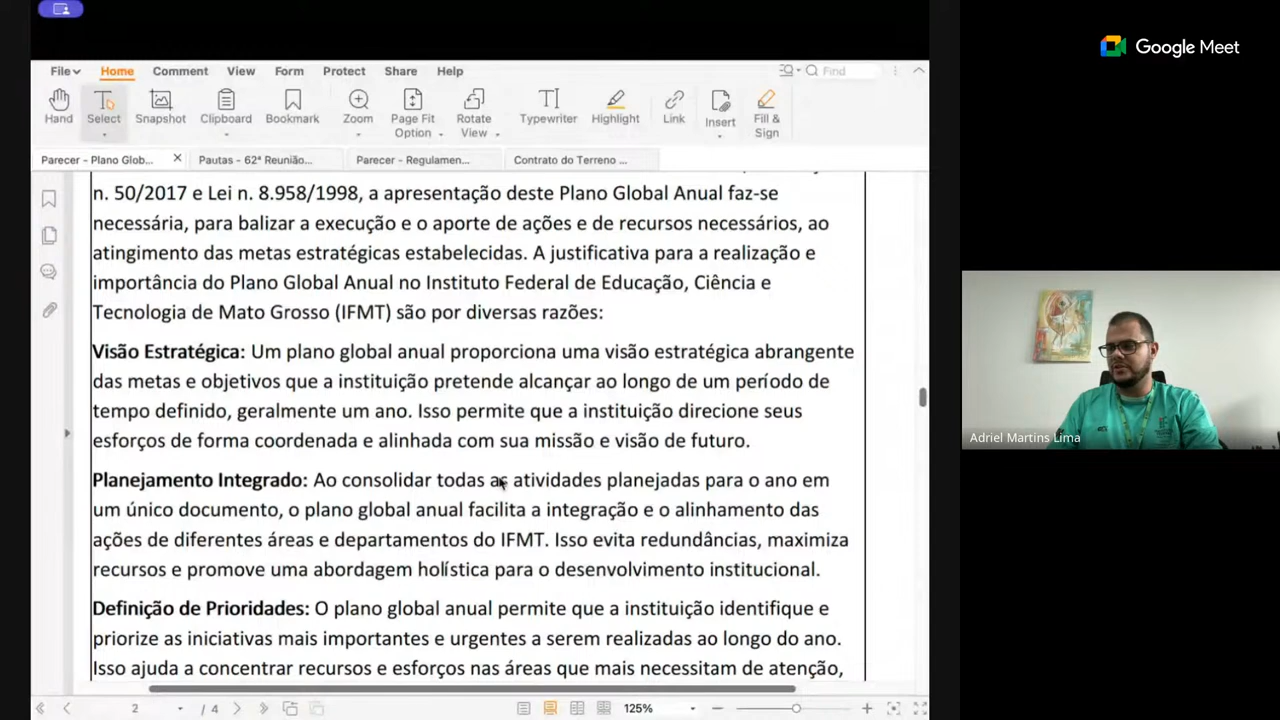 Google Meet
File Home Comment View Form Protect Share Help Find
Hand Select Snapshot Clipboard Bookmark Zoom Page Fit Option Rotate View Typewriter Highlight Link Insert Fill & Sign
Parecer - Plano Glob... Pautas - 62ª Reunião... Parecer - Regulamen... Contrato do Terreno ...
n. 50/2017 e Lei n. 8.958/1998, a apresentação deste Plano Global Anual faz-se
necessária, para balizar a execução e o aporte de ações e de recursos necessários, ao
atingimento das metas estratégicas estabelecidas. A justificativa para a realização e
importância do Plano Global Anual no Instituto Federal de Educação, Ciência e
Tecnologia de Mato Grosso (IFMT) são por diversas razões:
Visão Estratégica: Um plano global anual proporciona uma visão estratégica abrangente
das metas e objetivos que a instituição pretende alcançar ao longo de um período de
tempo definido, geralmente um ano. Isso permite que a instituição direcione seus
esforços de forma coordenada e alinhada com sua missão e visão de futuro.
Planejamento Integrado: Ao consolidar todas as atividades planejadas para o ano em
um único documento, o plano global anual facilita a integração e o alinhamento das
ações de diferentes áreas e departamentos do IFMT. Isso evita redundâncias, maximiza
recursos e promove uma abordagem holística para o desenvolvimento institucional.
Definição de Prioridades: O plano global anual permite que a instituição identifique e
priorize as iniciativas mais importantes e urgentes a serem realizadas ao longo do ano.
Isso ajuda a concentrar recursos e esforços nas áreas que mais necessitam de atenção,
Adriel Martins Lima
2 / 4 125%